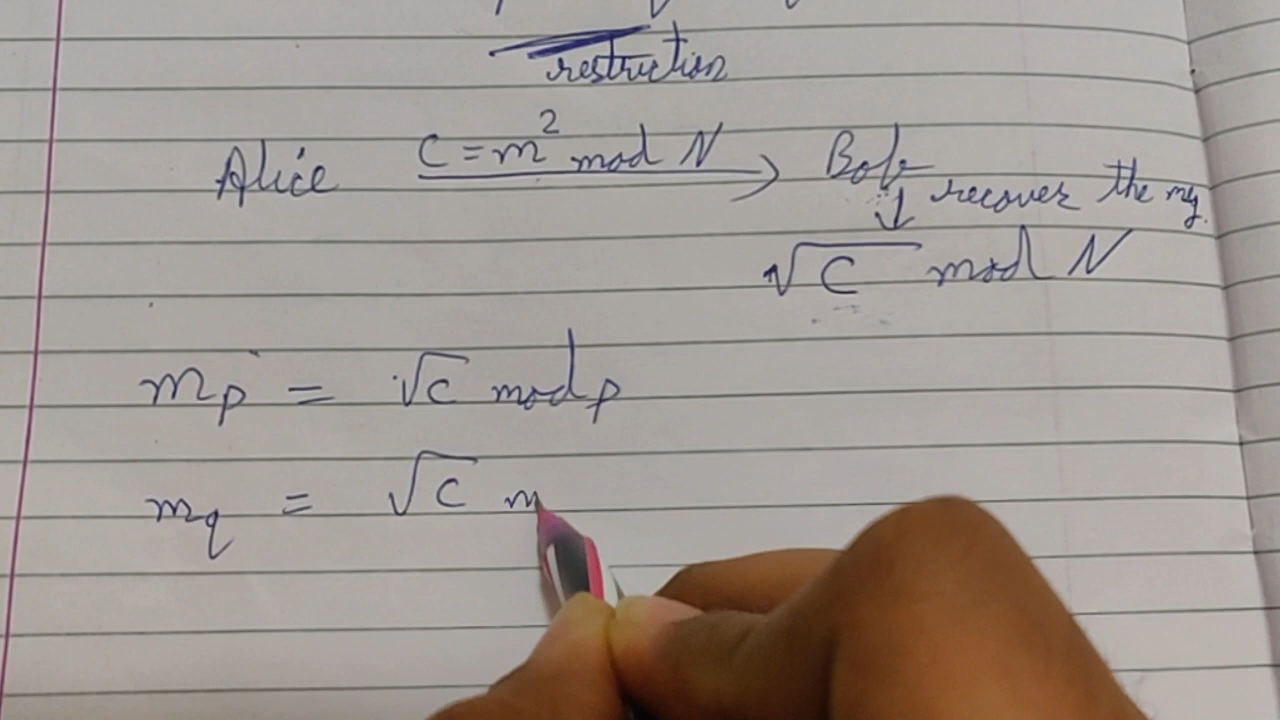 restriction
Alice C = m² mod N Bob
recover the msg.
√C mod N
mp = √C mod p
mq = √C m